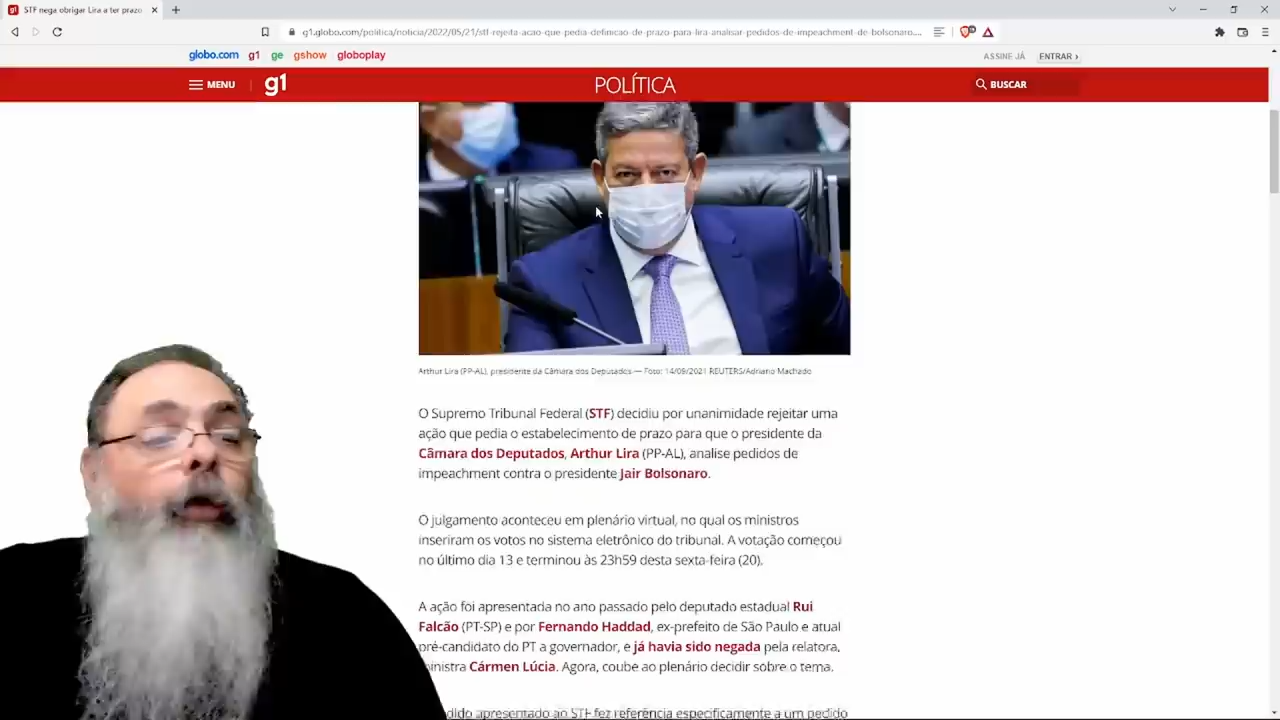 STF nega obrigar Lira a ter prazo
g1.globo.com/politica/noticia/2022/05/21/stf-rejeita-acao-que-pedia-definicao-de-prazo-para-lira-analisar-pedidos-de-impeachment-de-bolsonaro....
globo.com g1 ge gshow globoplay
ASSINE JÁ ENTRAR ›
MENU g1 POLÍTICA BUSCAR
Arthur Lira (PP-AL), presidente da Câmara dos Deputados — Foto: 14/09/2021 REUTERS/Adriano Machado
O Supremo Tribunal Federal (STF) decidiu por unanimidade rejeitar uma
ação que pedia o estabelecimento de prazo para que o presidente da
Câmara dos Deputados, Arthur Lira (PP-AL), analise pedidos de
impeachment contra o presidente Jair Bolsonaro.
O julgamento aconteceu em plenário virtual, no qual os ministros
inseriram os votos no sistema eletrônico do tribunal. A votação começou
no último dia 13 e terminou às 23h59 desta sexta-feira (20).
A ação foi apresentada no ano passado pelo deputado estadual Rui
Falcão (PT-SP) e por Fernando Haddad, ex-prefeito de São Paulo e atual
pré-candidato do PT a governador, e já havia sido negada pela relatora,
ministra Cármen Lúcia. Agora, coube ao plenário decidir sobre o tema.
apresentado ao STF fez referência especificamente a um pedido